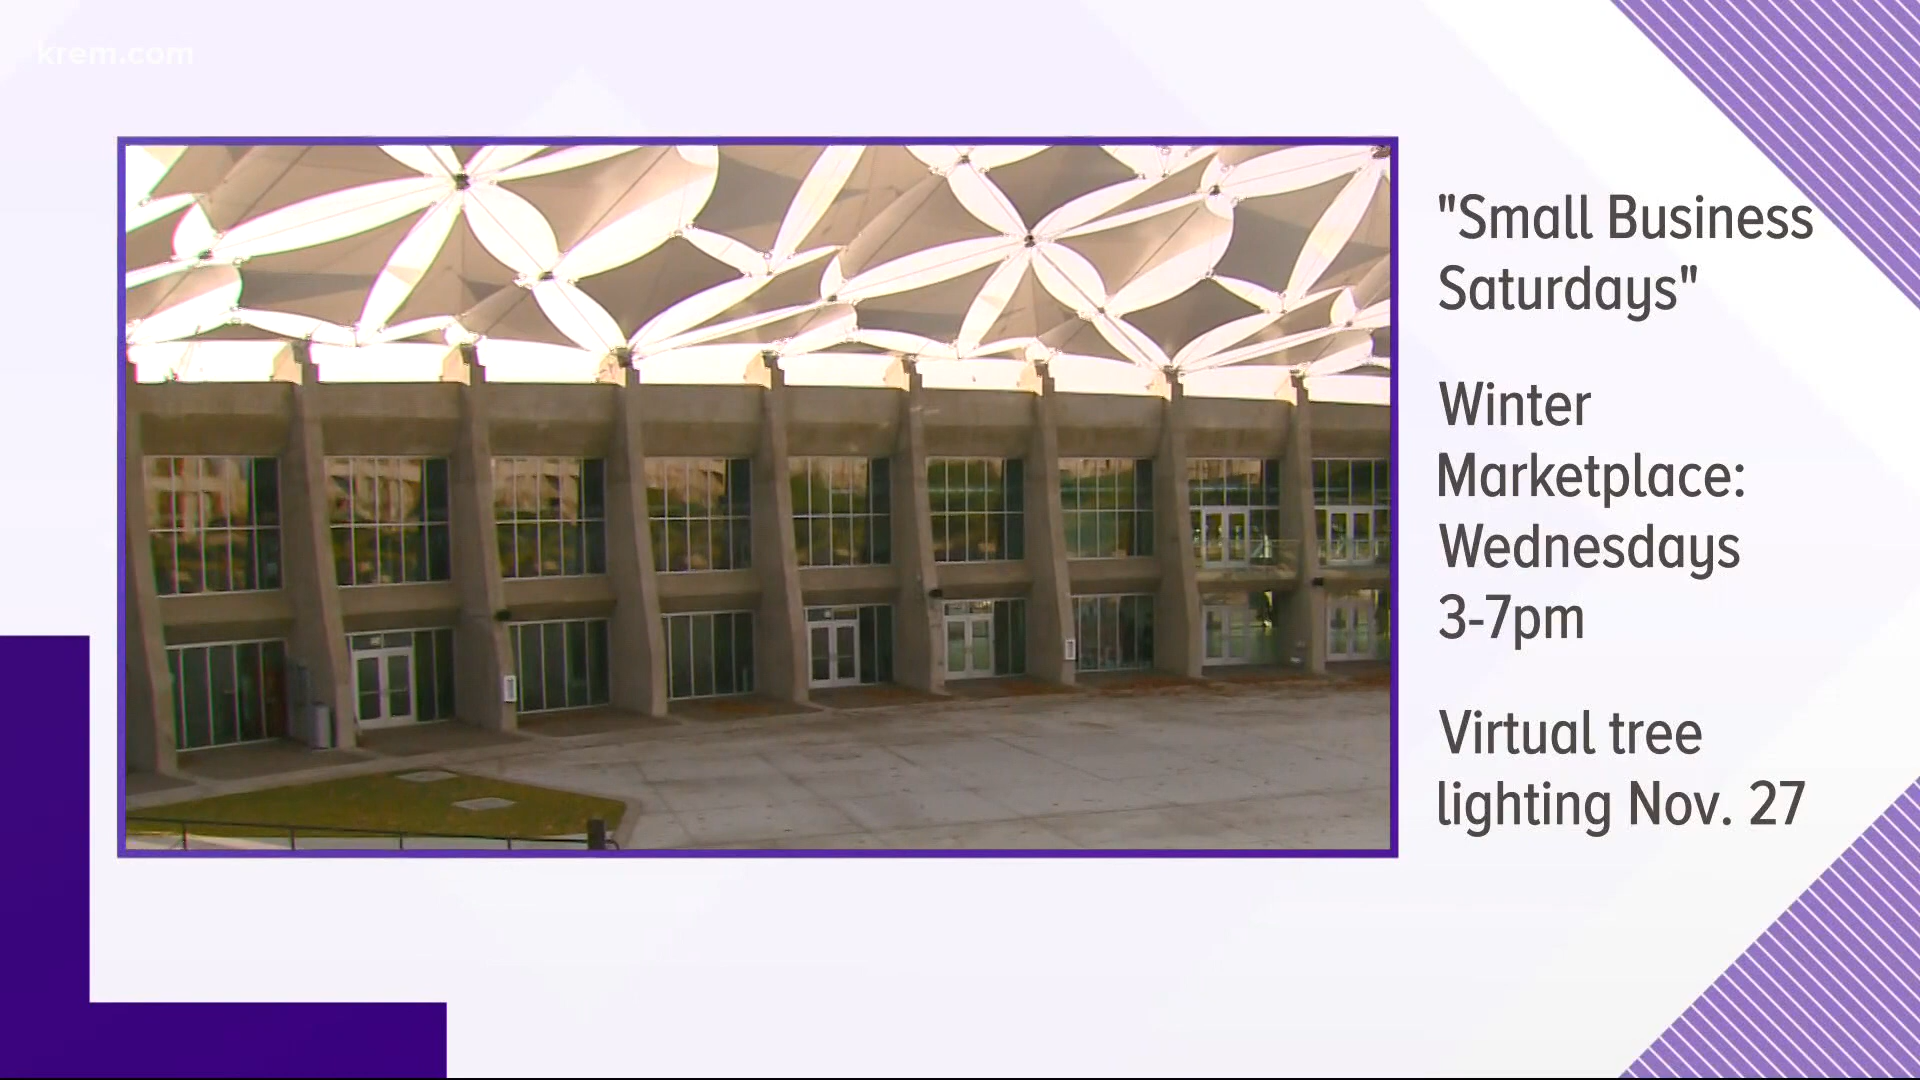 krem.com
"Small Business
Saturdays"
Winter
Marketplace:
Wednesdays
3-7pm
Virtual tree
lighting Nov. 27